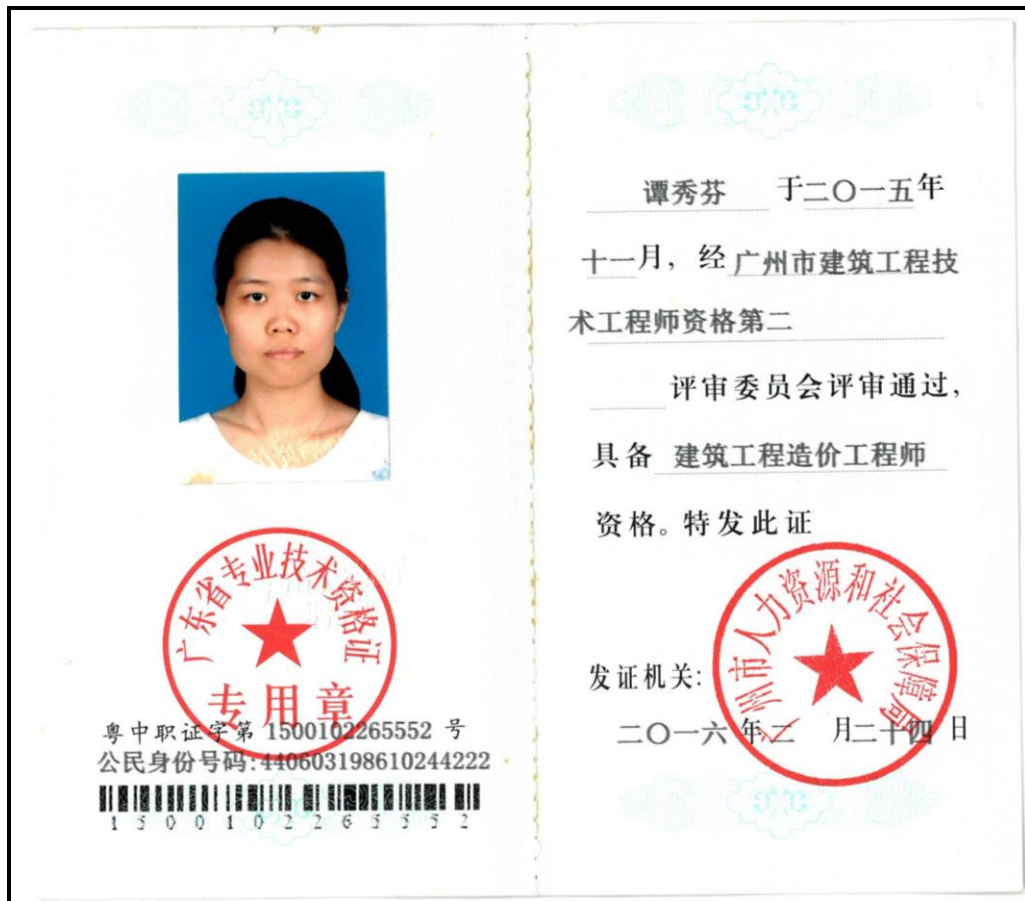 广东省专业技术资格证
专用章
粤中职证字第 1500102265552 号
公民身份号码:440603198610244222
1500102265552
谭秀芬 于二〇一五年
十一月，经 广州市建筑工程技
术工程师资格第二
评审委员会评审通过，
具备 建筑工程造价工程师
资格。特发此证
广州市人力资源和社会保障局
发证机关:
二〇一六 年 二 月二十四 日